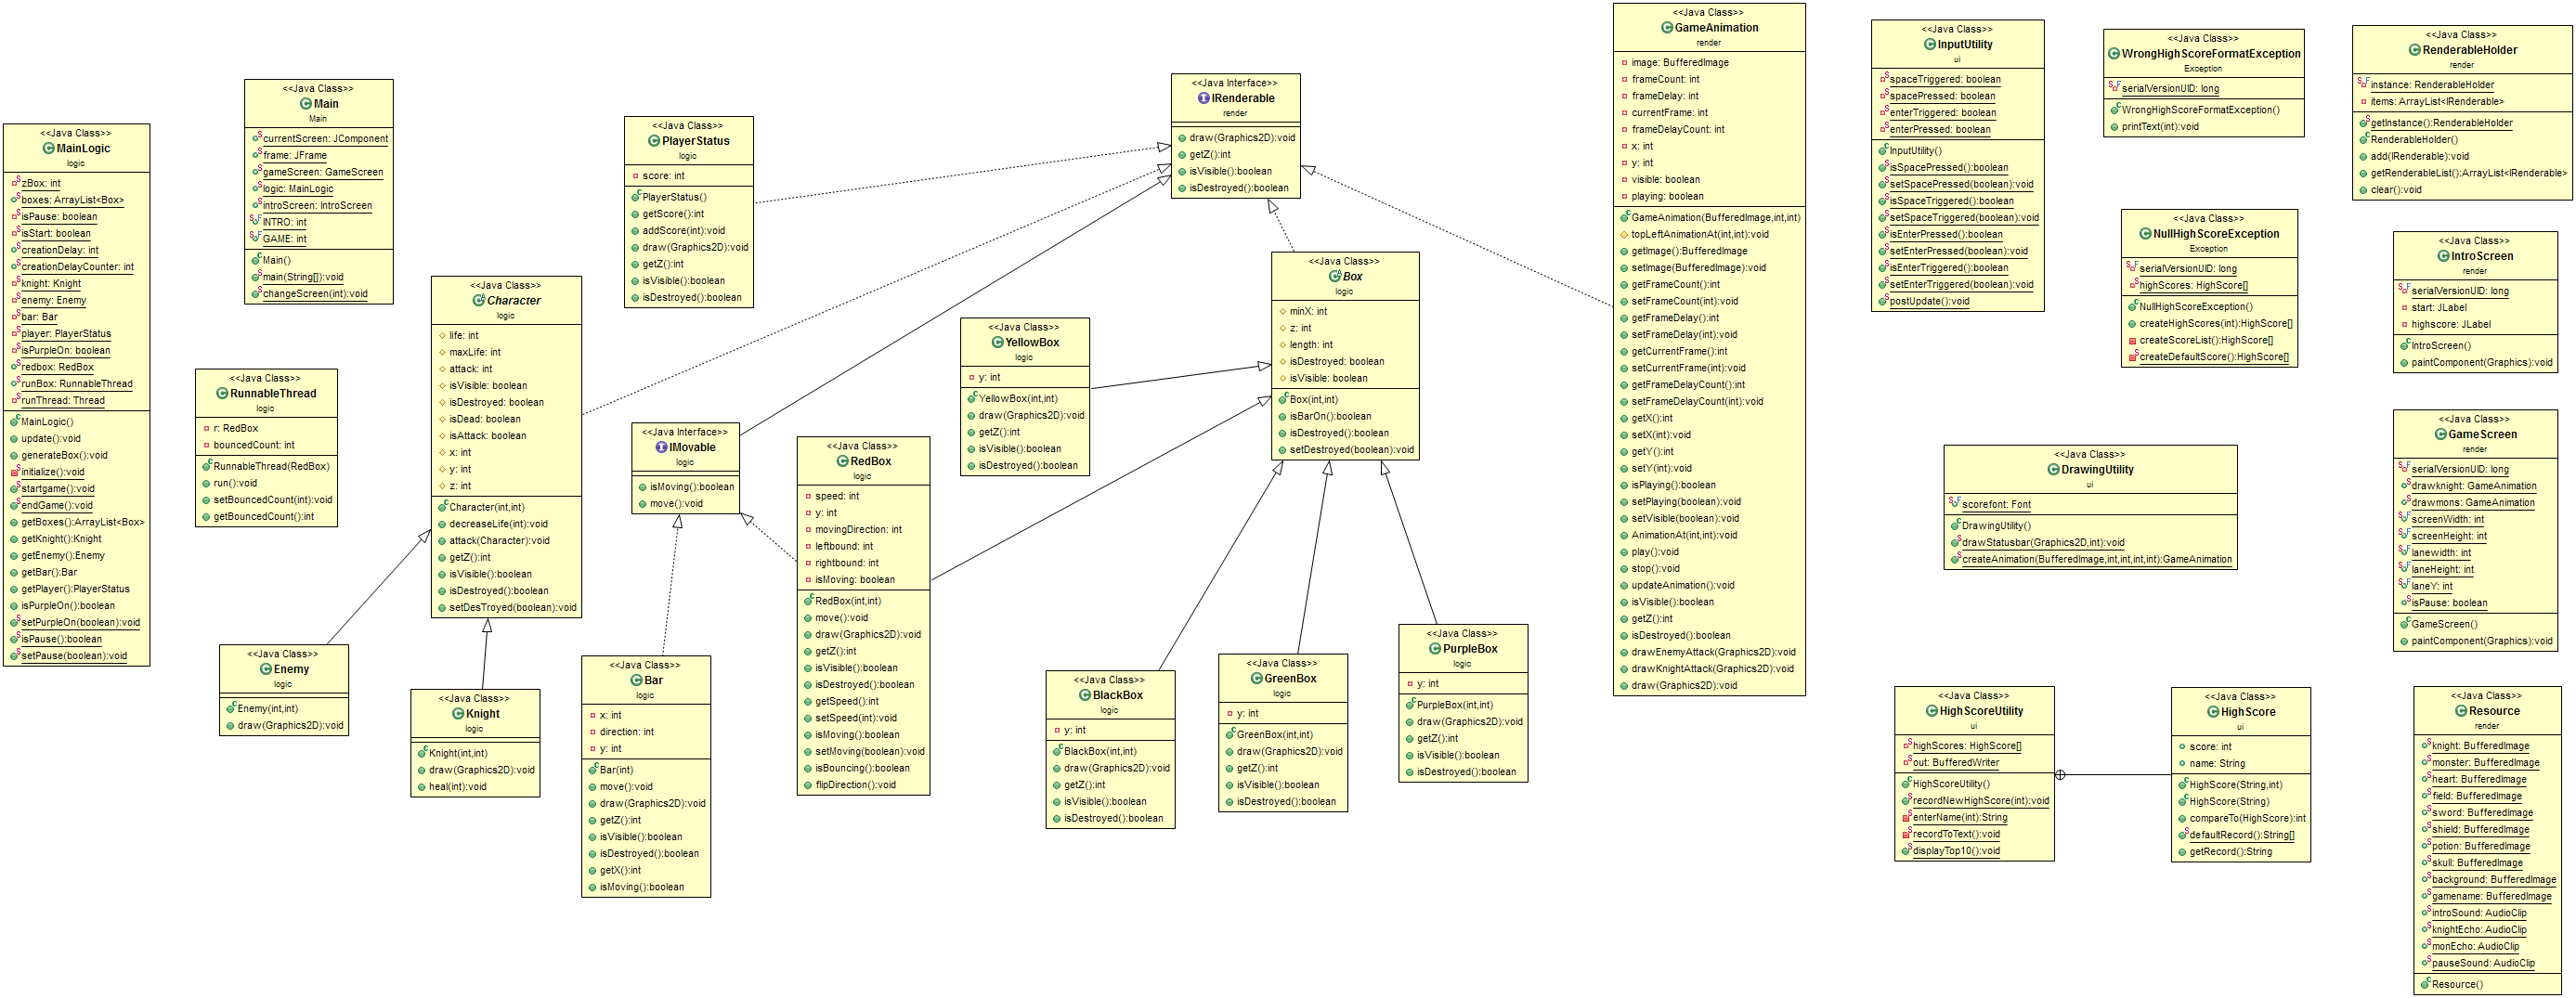 <<Java Class>>
MainLogic
logic
zBox: int
boxes: ArrayList<Box>
isPause: boolean
isStart: boolean
creationDelay: int
creationDelayCounter: int
knight: Knight
enemy: Enemy
bar: Bar
player: PlayerStatus
isPurpleOn: boolean
redbox: RedBox
runBox: RunnableThread
runThread: Thread
MainLogic()
update():void
generateBox():void
initialize():void
startgame():void
endGame():void
getBoxes():ArrayList<Box>
getKnight():Knight
getEnemy():Enemy
getBar():Bar
getPlayer():PlayerStatus
isPurpleOn():boolean
setPurpleOn(boolean):void
isPause():boolean
setPause(boolean):void
<<Java Class>>
Main
Main
currentScreen: JComponent
frame: JFrame
gameScreen: GameScreen
logic: MainLogic
introScreen: IntroScreen
INTRO: int
GAME: int
Main()
main(String[]):void
changeScreen(int):void
<<Java Class>>
RunnableThread
logic
r: RedBox
bouncedCount: int
RunnableThread(RedBox)
run():void
setBouncedCount(int):void
getBouncedCount():int
<<Java Class>>
Enemy
logic
Enemy(int,int)
draw(Graphics2D):void
<<Java Class>>
Character
logic
life: int
maxLife: int
attack: int
isVisible: boolean
isDestroyed: boolean
isDead: boolean
isAttack: boolean
x: int
y: int
z: int
Character(int,int)
decreaseLife(int):void
attack(Character):void
getZ():int
isVisible():boolean
isDestroyed():boolean
setDesTroyed(boolean):void
<<Java Class>>
Knight
logic
Knight(int,int)
draw(Graphics2D):void
heal(int):void
<<Java Class>>
PlayerStatus
logic
score: int
PlayerStatus()
getScore():int
addScore(int):void
draw(Graphics2D):void
getZ():int
isVisible():boolean
isDestroyed():boolean
<<Java Interface>>
IMovable
logic
isMoving():boolean
move():void
<<Java Class>>
Bar
logic
x: int
direction: int
y: int
Bar(int)
move():void
draw(Graphics2D):void
getZ():int
isVisible():boolean
isDestroyed():boolean
getX():int
isMoving():boolean
<<Java Class>>
RedBox
logic
speed: int
y: int
movingDirection: int
leftbound: int
rightbound: int
isMoving: boolean
RedBox(int,int)
move():void
draw(Graphics2D):void
getZ():int
isVisible():boolean
isDestroyed():boolean
getSpeed():int
setSpeed(int):void
isMoving():boolean
setMoving(boolean):void
isBouncing():boolean
flipDirection():void
<<Java Class>>
YellowBox
logic
y: int
YellowBox(int,int)
draw(Graphics2D):void
getZ():int
isVisible():boolean
isDestroyed():boolean
<<Java Interface>>
IRenderable
render
draw(Graphics2D):void
getZ():int
isVisible():boolean
isDestroyed():boolean
<<Java Class>>
Box
logic
minX: int
z: int
length: int
isDestroyed: boolean
isVisible: boolean
Box(int,int)
isBarOn():boolean
isDestroyed():boolean
setDestroyed(boolean):void
<<Java Class>>
BlackBox
logic
y: int
BlackBox(int,int)
draw(Graphics2D):void
getZ():int
isVisible():boolean
isDestroyed():boolean
<<Java Class>>
GreenBox
logic
y: int
GreenBox(int,int)
draw(Graphics2D):void
getZ():int
isVisible():boolean
isDestroyed():boolean
<<Java Class>>
PurpleBox
logic
y: int
PurpleBox(int,int)
draw(Graphics2D):void
getZ():int
isVisible():boolean
isDestroyed():boolean
<<Java Class>>
GameAnimation
render
image: BufferedImage
frameCount: int
frameDelay: int
currentFrame: int
frameDelayCount: int
x: int
y: int
visible: boolean
playing: boolean
GameAnimation(BufferedImage,int,int)
topLeftAnimationAt(int,int):void
getImage():BufferedImage
setImage(BufferedImage):void
getFrameCount():int
setFrameCount(int):void
getFrameDelay():int
setFrameDelay(int):void
getCurrentFrame():int
setCurrentFrame(int):void
getFrameDelayCount():int
setFrameDelayCount(int):void
getX():int
setX(int):void
getY():int
setY(int):void
isPlaying():boolean
setPlaying(boolean):void
setVisible(boolean):void
AnimationAt(int,int):void
play():void
stop():void
updateAnimation():void
isVisible():boolean
getZ():int
isDestroyed():boolean
drawEnemyAttack(Graphics2D):void
drawKnightAttack(Graphics2D):void
draw(Graphics2D):void
<<Java Class>>
InputUtility
ui
spaceTriggered: boolean
spacePressed: boolean
enterTriggered: boolean
enterPressed: boolean
InputUtility()
isSpacePressed():boolean
setSpacePressed(boolean):void
isSpaceTriggered():boolean
setSpaceTriggered(boolean):void
isEnterPressed():boolean
setEnterPressed(boolean):void
isEnterTriggered():boolean
setEnterTriggered(boolean):void
postUpdate():void
<<Java Class>>
WrongHighScoreFormatException
Exception
serialVersionUID: long
WrongHighScoreFormatException()
printText(int):void
<<Java Class>>
NullHighScoreException
Exception
serialVersionUID: long
highScores: HighScore[]
NullHighScoreException()
createHighScores(int):HighScore[]
createScoreList():HighScore[]
createDefaultScore():HighScore[]
<<Java Class>>
DrawingUtility
ui
scorefont: Font
DrawingUtility()
drawStatusbar(Graphics2D,int):void
createAnimation(BufferedImage,int,int,int,int):GameAnimation
<<Java Class>>
HighScoreUtility
ui
highScores: HighScore[]
out: BufferedWriter
HighScoreUtility()
recordNewHighScore(int):void
enterName(int):String
recordToText():void
displayTop10():void
<<Java Class>>
HighScore
ui
score: int
name: String
HighScore(String,int)
HighScore(String)
compareTo(HighScore):int
defaultRecord():String[]
getRecord():String
<<Java Class>>
RenderableHolder
render
instance: RenderableHolder
items: ArrayList<IRenderable>
getInstance():RenderableHolder
RenderableHolder()
add(IRenderable):void
getRenderableList():ArrayList<IRenderable>
clear():void
<<Java Class>>
IntroScreen
render
serialVersionUID: long
start: JLabel
highscore: JLabel
IntroScreen()
paintComponent(Graphics):void
<<Java Class>>
GameScreen
render
serialVersionUID: long
drawknight: GameAnimation
drawmons: GameAnimation
screenWidth: int
screenHeight: int
lanewidth: int
laneHeight: int
laneY: int
isPause: boolean
GameScreen()
paintComponent(Graphics):void
<<Java Class>>
Resource
render
knight: BufferedImage
monster: BufferedImage
heart: BufferedImage
field: BufferedImage
sword: BufferedImage
shield: BufferedImage
potion: BufferedImage
skull: BufferedImage
background: BufferedImage
gamename: BufferedImage
introSound: AudioClip
knightEcho: AudioClip
monEcho: AudioClip
pauseSound: AudioClip
Resource()